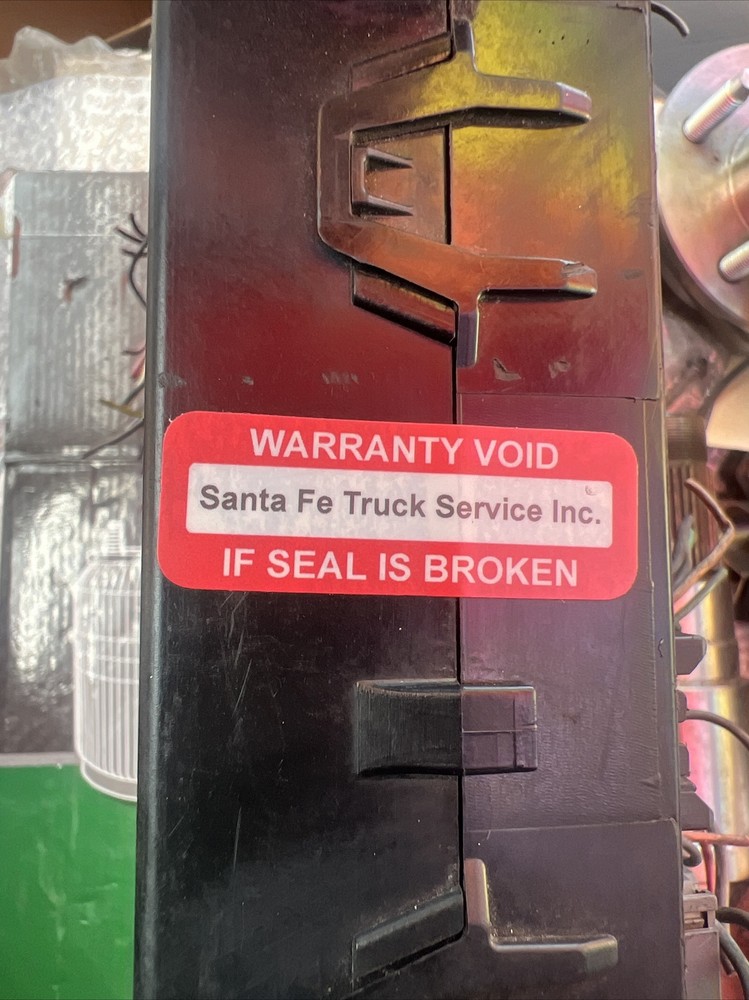 WARRANTY VOID
Santa Fe Truck Service Inc.
IF SEAL IS BROKEN